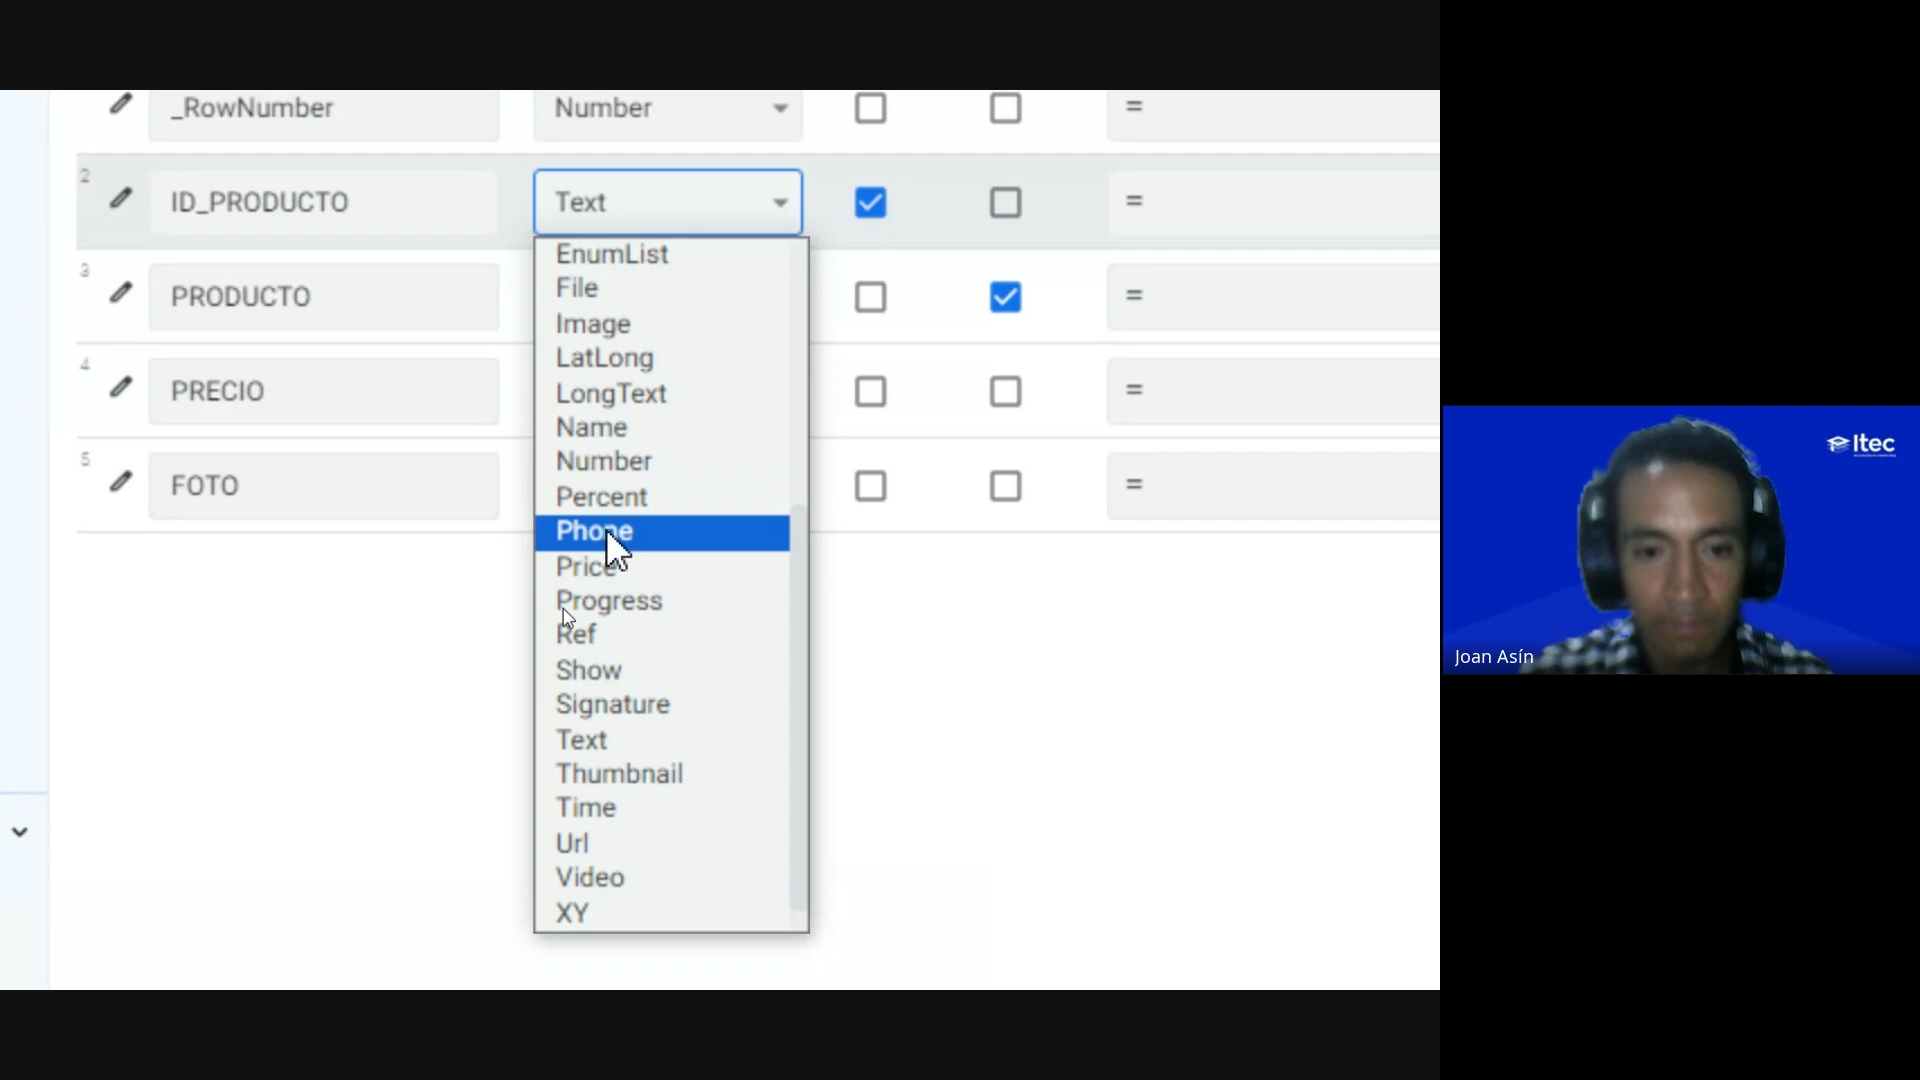 _RowNumber
Number
=
2
ID_PRODUCTO
Text
=
EnumList
File
Image
LatLong
LongText
Name
Number
Percent
Phone
Price
Progress
Ref
Show
Signature
Text
Thumbnail
Time
Url
Video
XY
3
PRODUCTO
=
4
PRECIO
=
5
FOTO
=
Itec
Joan Asín